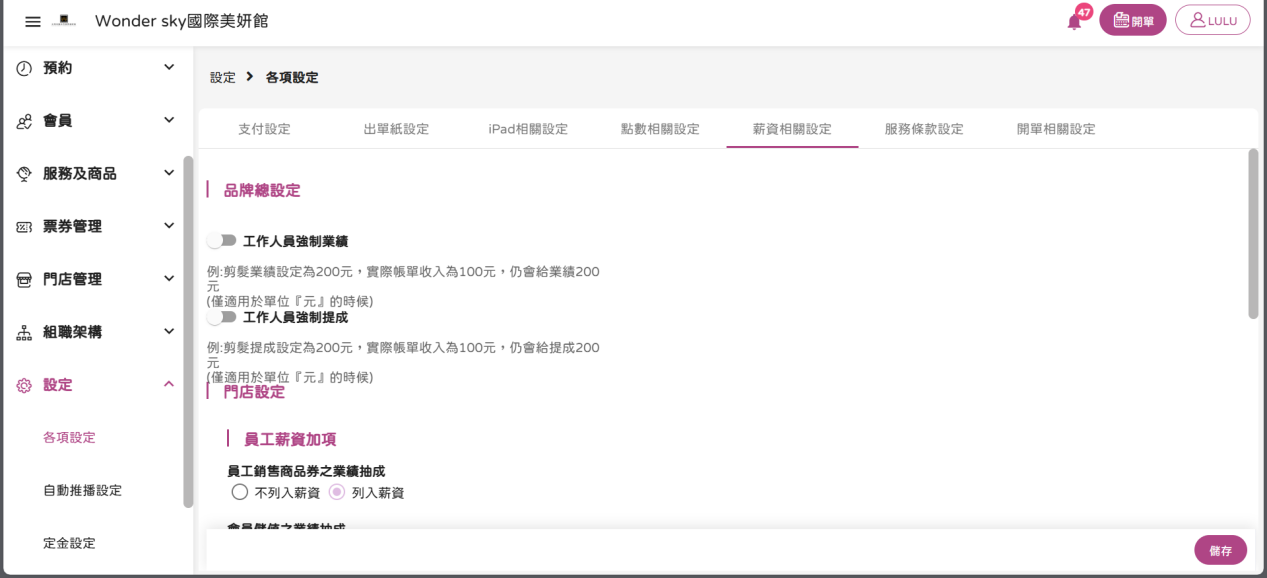 Wonder sky國際美妍館
47
開單
LULU
預約
會員
服務及商品
票券管理
門店管理
組職架構
設定
各項設定
自動推播設定
定金設定
設定 > 各項設定
支付設定
出單紙設定
iPad相關設定
點數相關設定
薪資相關設定
服務條款設定
開單相關設定
品牌總設定
工作人員強制業績
例:剪髮業績設定為200元，實際帳單收入為100元，仍會給業績200
元
(僅適用於單位『元』的時候)
工作人員強制提成
例:剪髮提成設定為200元，實際帳單收入為100元，仍會給提成200
元
(僅適用於單位『元』的時候)
門店設定
員工薪資加項
員工銷售商品券之業績抽成
不列入薪資 列入薪資
會員儲值之業績抽成
儲存